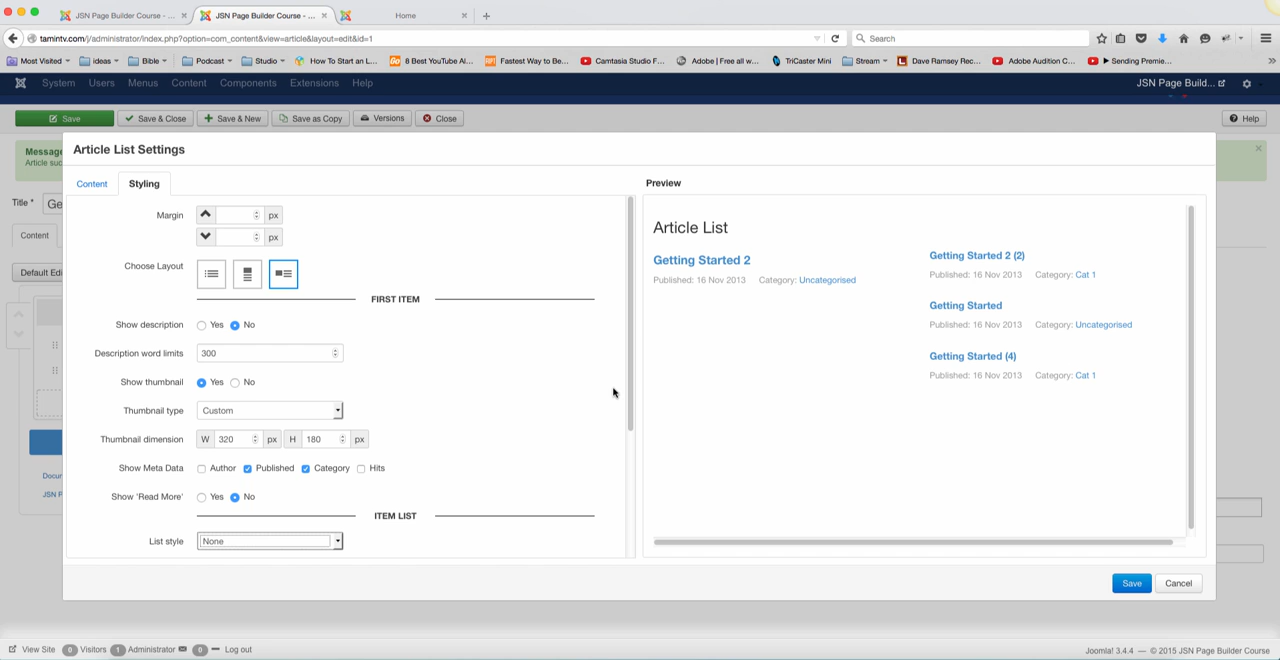 JSN Page Builder Course - ...
JSN Page Builder Course - ...
Home
tamintv.com/j/administrator/index.php?option=com_content&view=article&layout=edit&id=1
Search
Most Visited
ideas
Bible
Podcast
Studio
How To Start an L...
8 Best YouTube Al...
Fastest Way to Be...
Camtasia Studio F...
Adobe | Free all w...
TriCaster Mini
Stream
Dave Ramsey Rec...
Adobe Audition C...
Sending Premie...
System
Users
Menus
Content
Components
Extensions
Help
JSN Page Build...
Save
Save & Close
Save & New
Save as Copy
Versions
Close
Help
Message
Article suc
Title *
Ge
Content
Default Edi
Docur
JSN P
Article List Settings
Content
Styling
Margin
px
px
Choose Layout
FIRST ITEM
Show description
Yes
No
Description word limits
300
Show thumbnail
Yes
No
Thumbnail type
Custom
Thumbnail dimension
W
320
px
H
180
px
Show Meta Data
Author
Published
Category
Hits
Show 'Read More'
Yes
No
ITEM LIST
List style
None
Preview
Article List
Getting Started 2
Published: 16 Nov 2013 Category: Uncategorised
Getting Started 2 (2)
Published: 16 Nov 2013 Category: Cat 1
Getting Started
Published: 16 Nov 2013 Category: Uncategorised
Getting Started (4)
Published: 16 Nov 2013 Category: Cat 1
Save
Cancel
View Site
0 Visitors
1 Administrator
0
Log out
Joomla! 3.4.4 — © 2015 JSN Page Builder Course